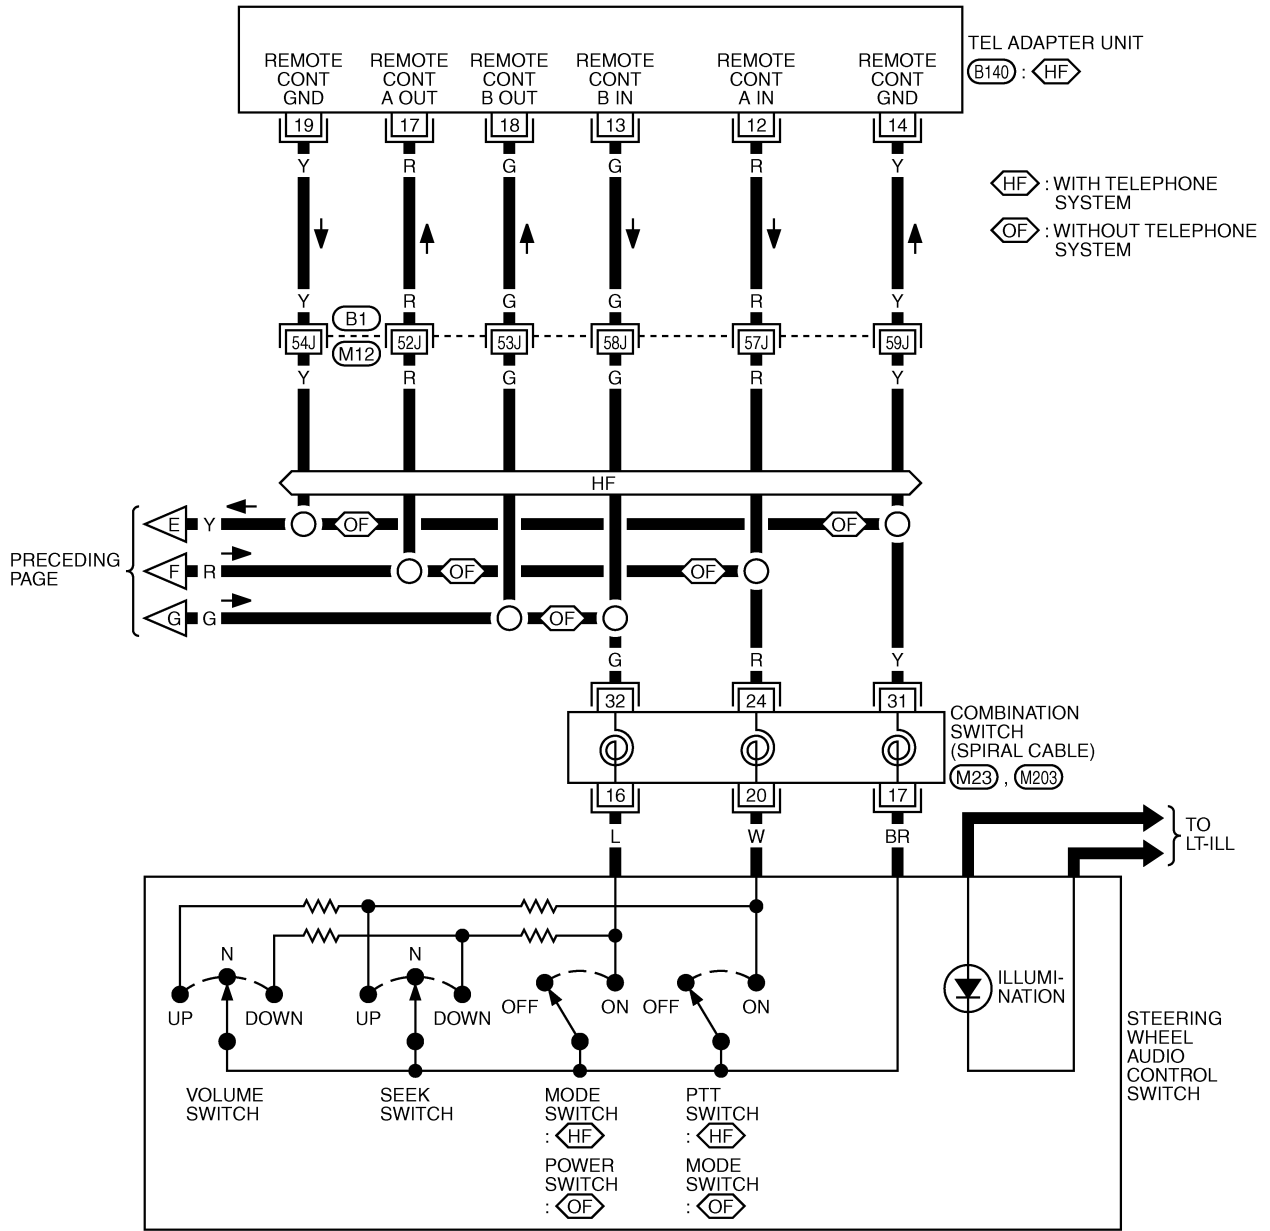 TEL ADAPTER UNIT
B140 : HF
REMOTE CONT GND
REMOTE CONT A OUT
REMOTE CONT B OUT
REMOTE CONT B IN
REMOTE CONT A IN
REMOTE CONT GND
19 17 18 13 12 14
Y R G G R Y
HF : WITH TELEPHONE
SYSTEM
OF : WITHOUT TELEPHONE
SYSTEM
Y R G G R Y
B1
54J 52J 53J 58J 57J 59J
M12
Y R G G R Y
HF
E Y OF OF
PRECEDING
PAGE
F R OF OF
G G OF
G R Y
32 24 31
COMBINATION
SWITCH
(SPIRAL CABLE)
M23 , M203
16 20 17
L W BR
TO
LT-ILL
N N
UP DOWN UP DOWN OFF ON OFF ON
ILLUMI-
NATION
STEERING
WHEEL
AUDIO
CONTROL
SWITCH
VOLUME
SWITCH
SEEK
SWITCH
MODE
SWITCH
: HF
POWER
SWITCH
: OF
PTT
SWITCH
: HF
MODE
SWITCH
: OF